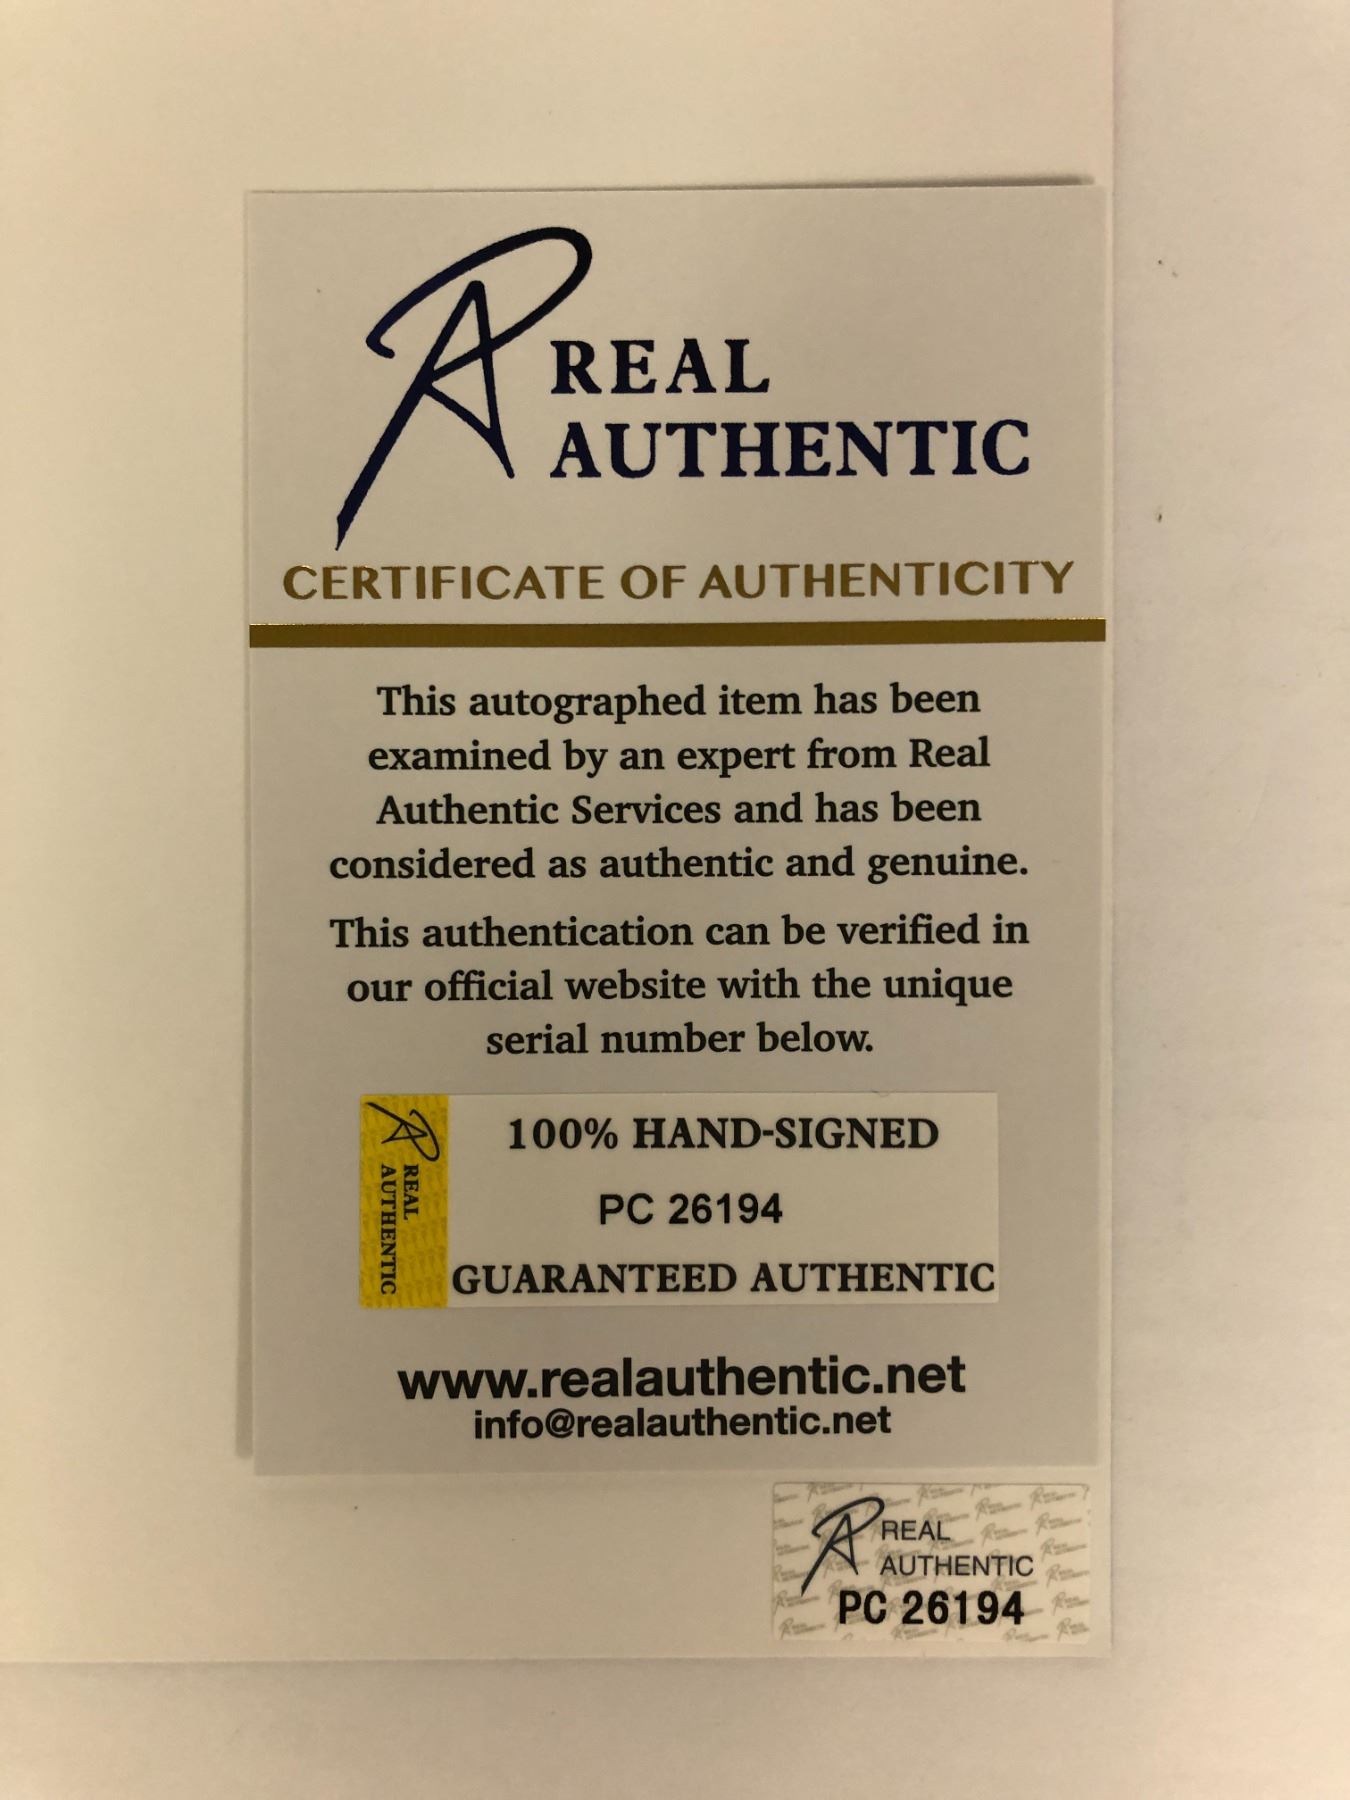 REAL
AUTHENTIC
CERTIFICATE OF AUTHENTICITY
This autographed item has been
examined by an expert from Real
Authentic Services and has been
considered as authentic and genuine.
This authentication can be verified in
our official website with the unique
serial number below.
REAL
AUTHENTIC
100% HAND-SIGNED
PC 26194
GUARANTEED AUTHENTIC
www.realauthentic.net
info@realauthentic.net
REAL
AUTHENTIC
PC 26194